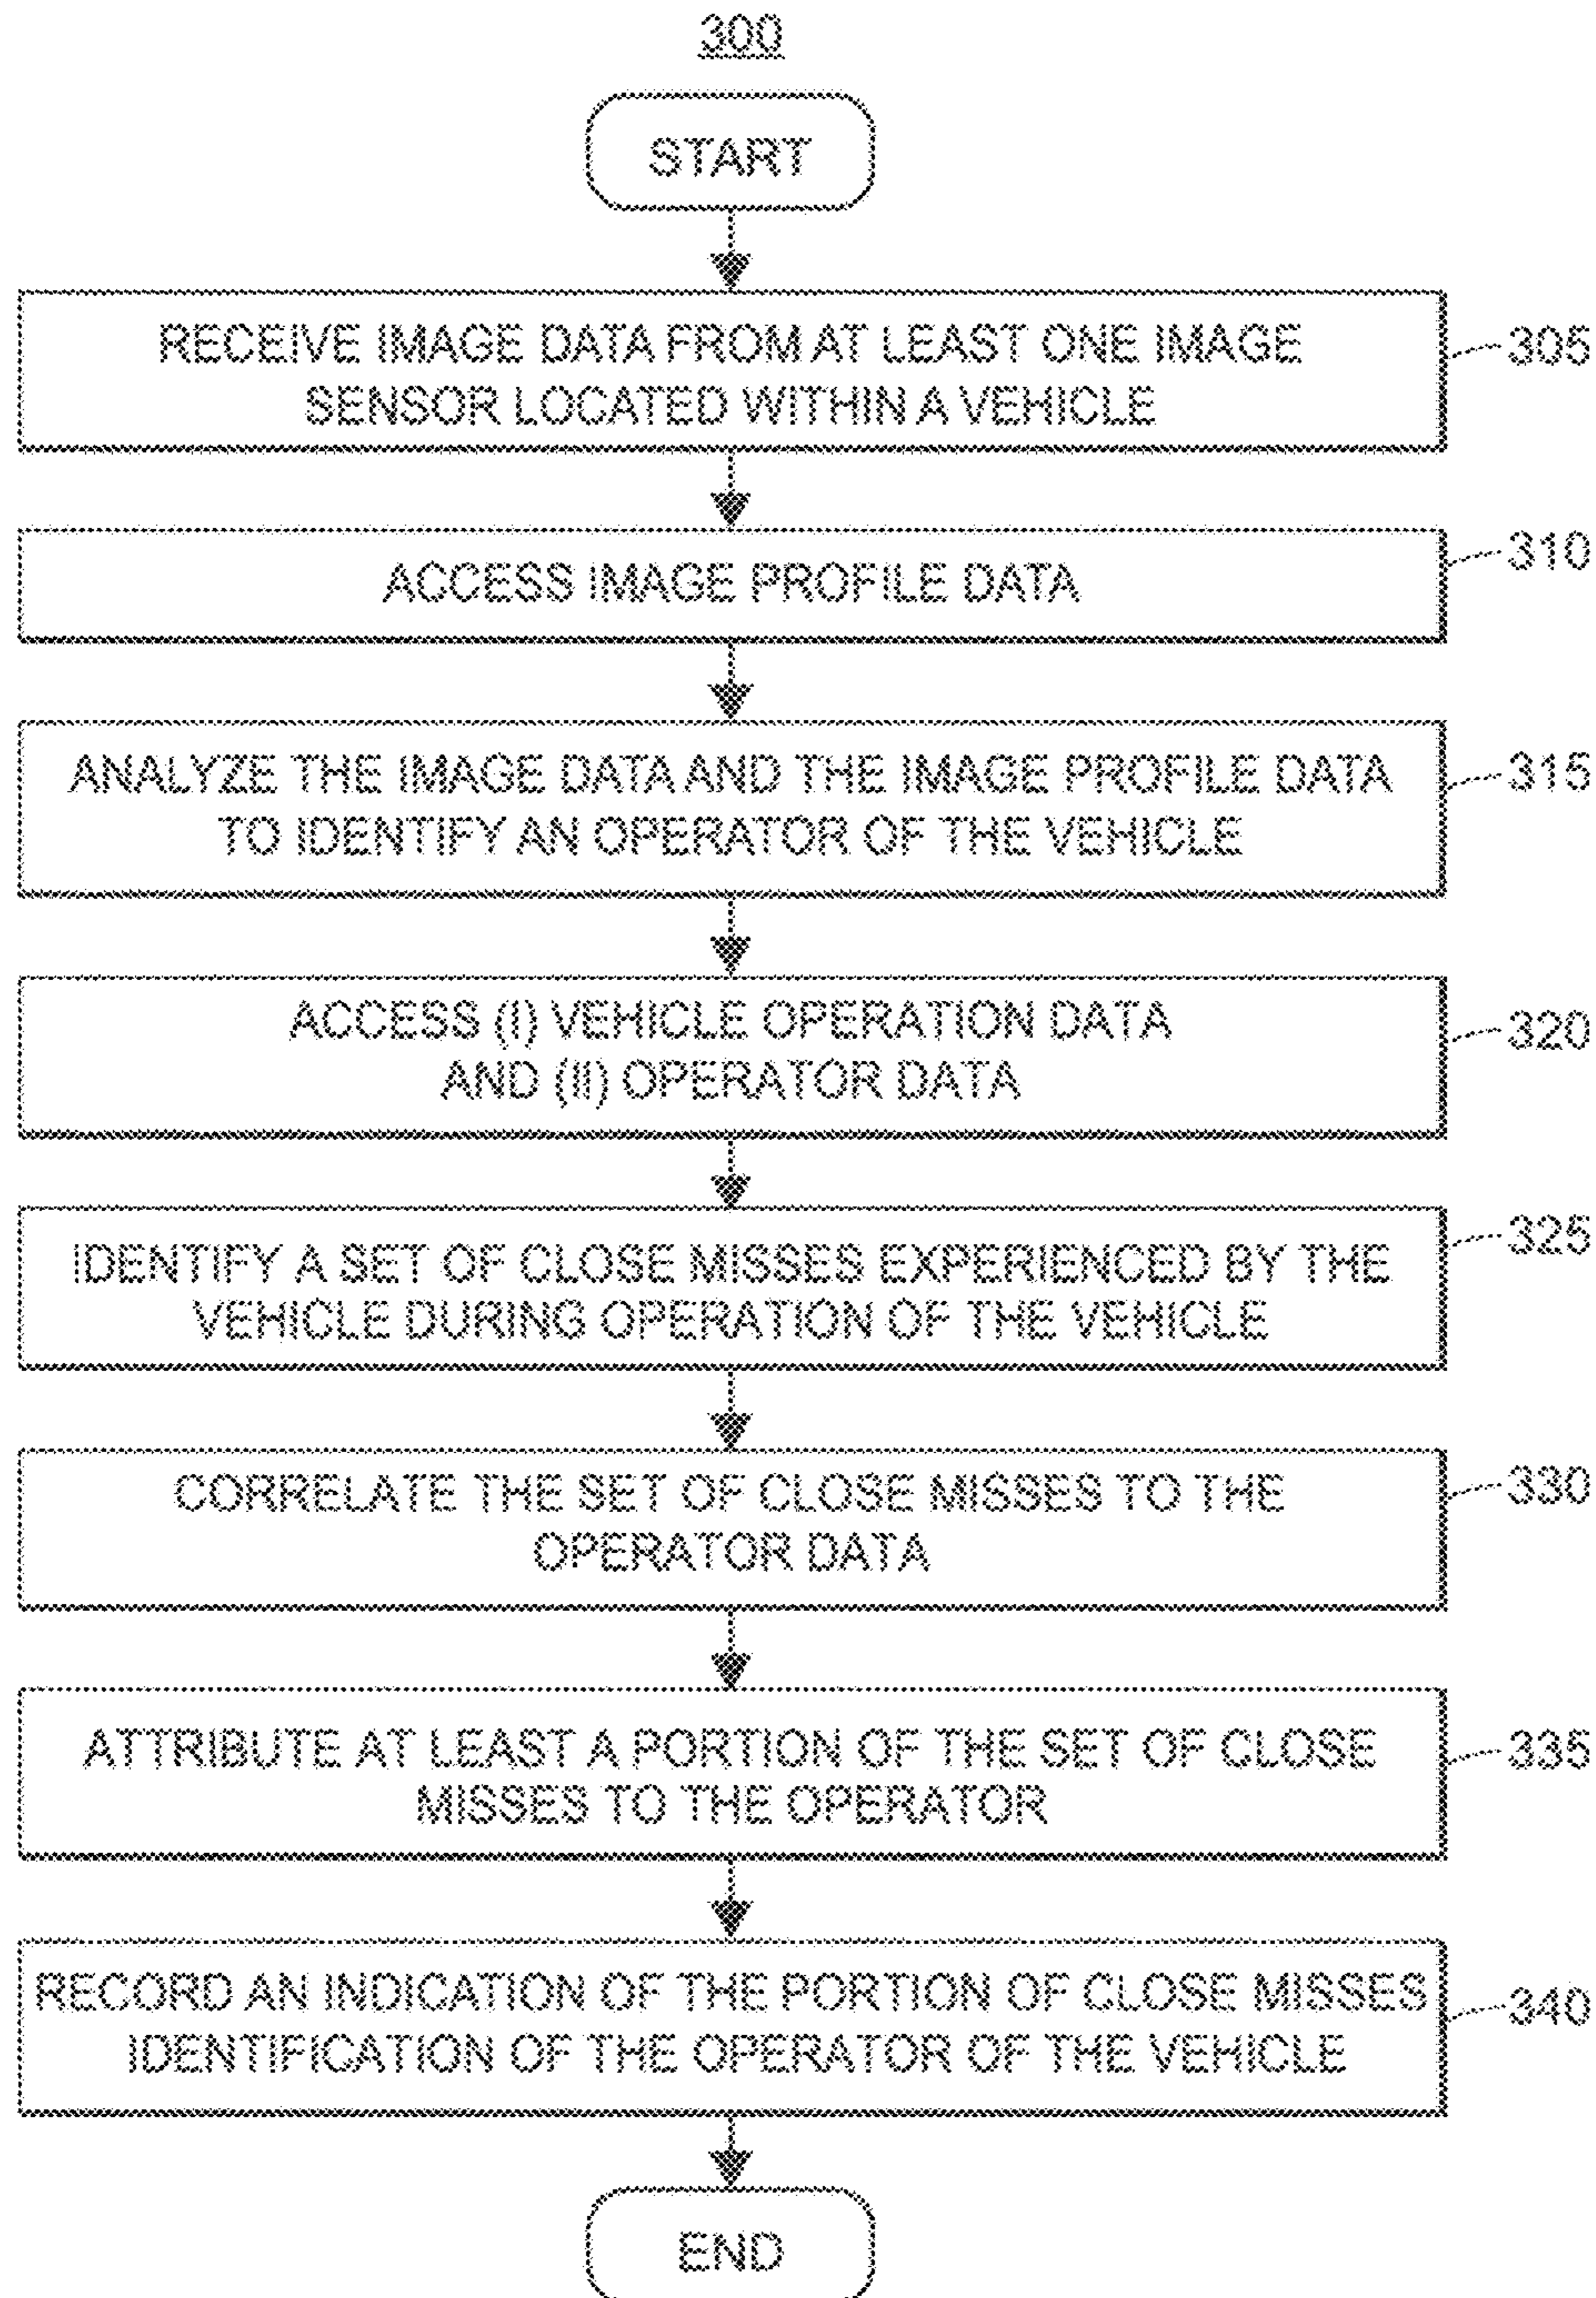 300
START
RECEIVE IMAGE DATA FROM AT LEAST ONE IMAGE
SENSOR LOCATED WITHIN A VEHICLE
305
ACCESS IMAGE PROFILE DATA
310
ANALYZE THE IMAGE DATA AND THE IMAGE PROFILE DATA
TO IDENTIFY AN OPERATOR OF THE VEHICLE
315
ACCESS (I) VEHICLE OPERATION DATA
AND (II) OPERATOR DATA
320
IDENTIFY A SET OF CLOSE MISSES EXPERIENCED BY THE
VEHICLE DURING OPERATION OF THE VEHICLE
325
CORRELATE THE SET OF CLOSE MISSES TO THE
OPERATOR DATA
330
ATTRIBUTE AT LEAST A PORTION OF THE SET OF CLOSE
MISSES TO THE OPERATOR
335
RECORD AN INDICATION OF THE PORTION OF CLOSE MISSES
IDENTIFICATION OF THE OPERATOR OF THE VEHICLE
340
END